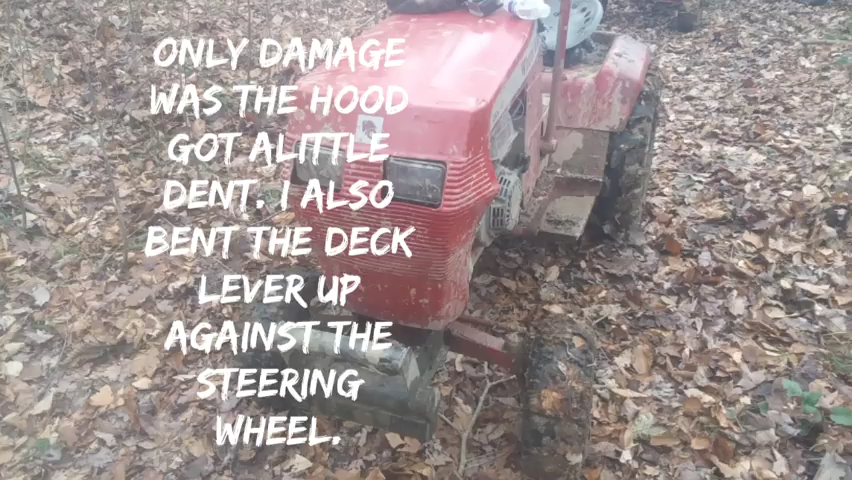 ONLY DAMAGE
WAS THE HOOD
GOT ALITTLE
DENT. I ALSO
BENT THE DECK
LEVER UP
AGAINST THE
STEERING
WHEEL.